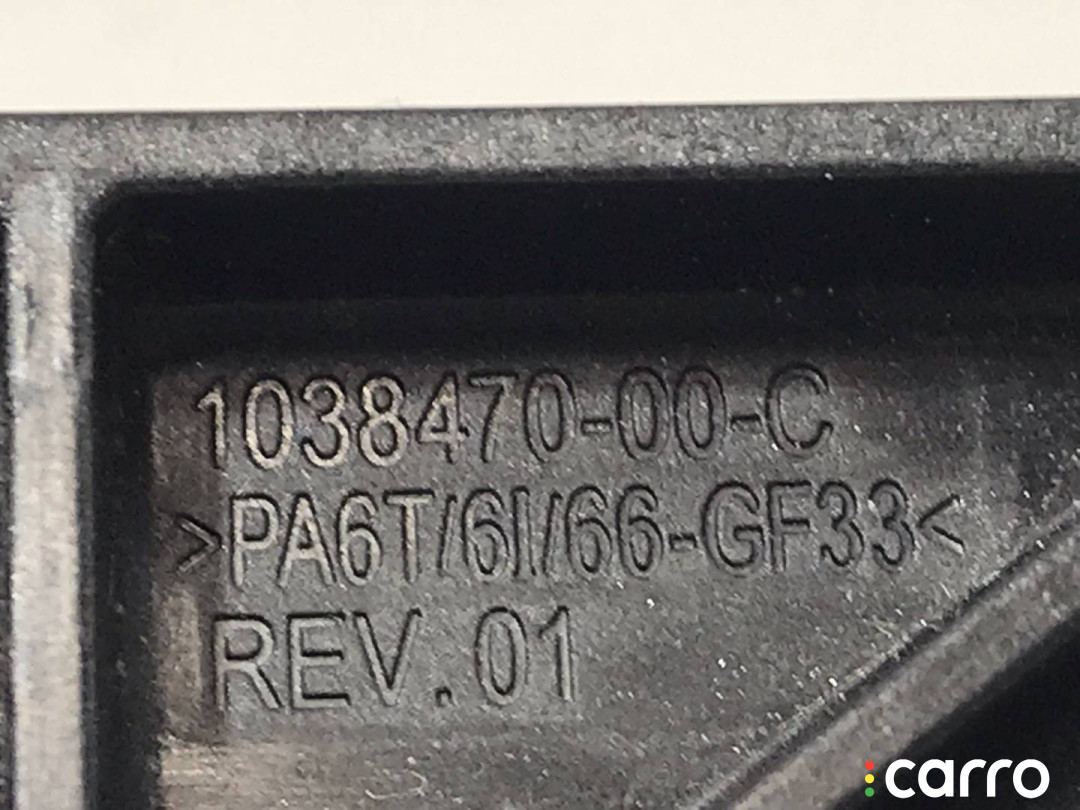 1038470-00-C
>PA6T/6I/66-GF33<
REV.01
carro